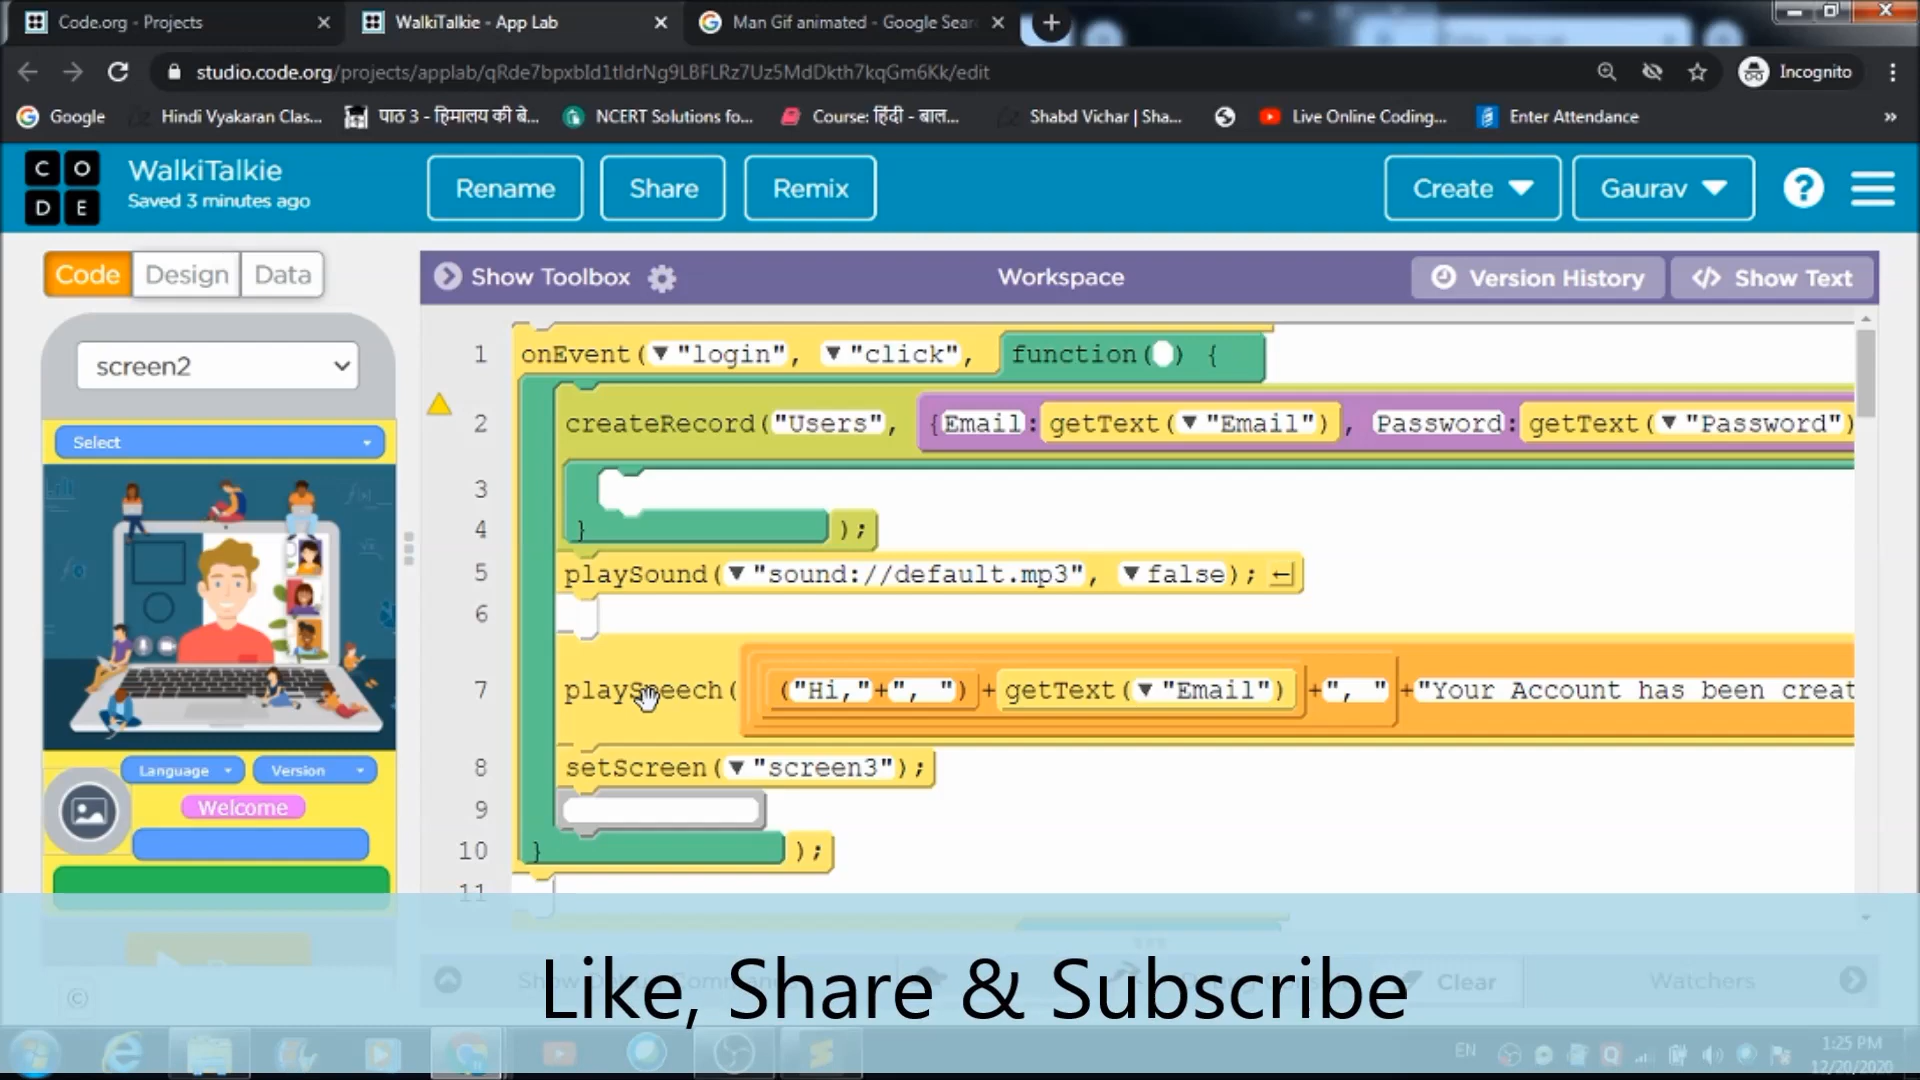 Code.org - Projects
WalkiTalkie - App Lab
Man Gif animated - Google Sear
studio.code.org/projects/applab/qRde7bpxbId1tIdrNg9LBFLRz7Uz5MdDkth7kqGm6Kk/edit
Incognito
Google
Hindi Vyakaran Clas...
पाठ 3 - हिमालय की बे...
NCERT Solutions fo...
Course: हिंदी - बाल...
Shabd Vichar | Sha...
Live Online Coding...
Enter Attendance
»
C O
D E
WalkiTalkie
Saved 3 minutes ago
Rename
Share
Remix
Create
Gaurav
?
Code
Design
Data
Show Toolbox
Workspace
Version History
</> Show Text
screen2
Select
Language
Version
Welcome
1 onEvent( ▼ "login", ▼ "click", function( ) {
2 createRecord("Users", {Email: getText( ▼ "Email"), Password: getText( ▼ "Password")
3
4 } );
5 playSound( ▼ "sound://default.mp3", ▼ false); ←
6
7 playSpeech( ("Hi,"+", ") + getText( ▼ "Email") +", " +"Your Account has been creat
8 setScreen( ▼ "screen3");
9
10 } );
11
Clear
Watchers
Like, Share & Subscribe
EN
1:25 PM
12/20/2020